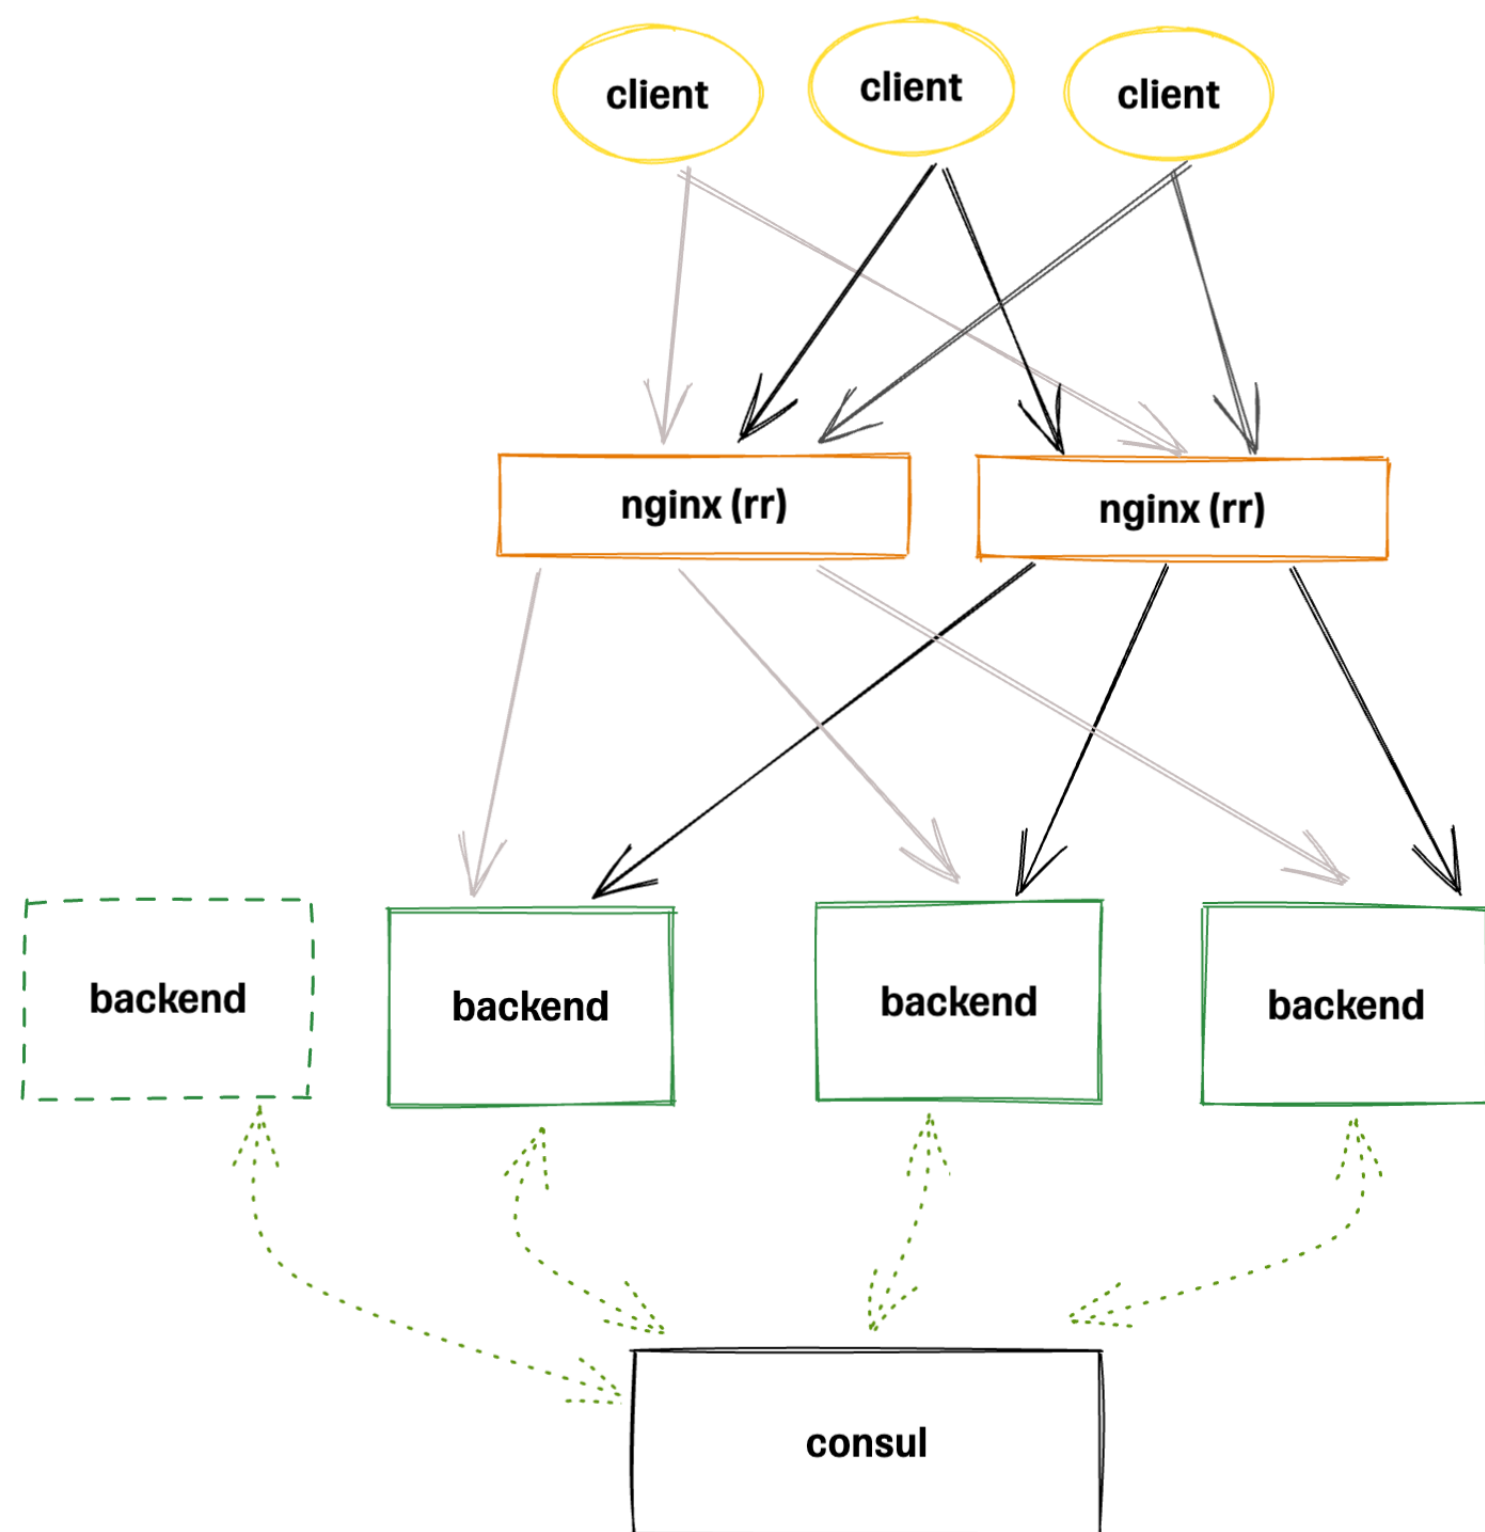 client
client
client
nginx (rr)
nginx (rr)
backend
backend
backend
backend
consul